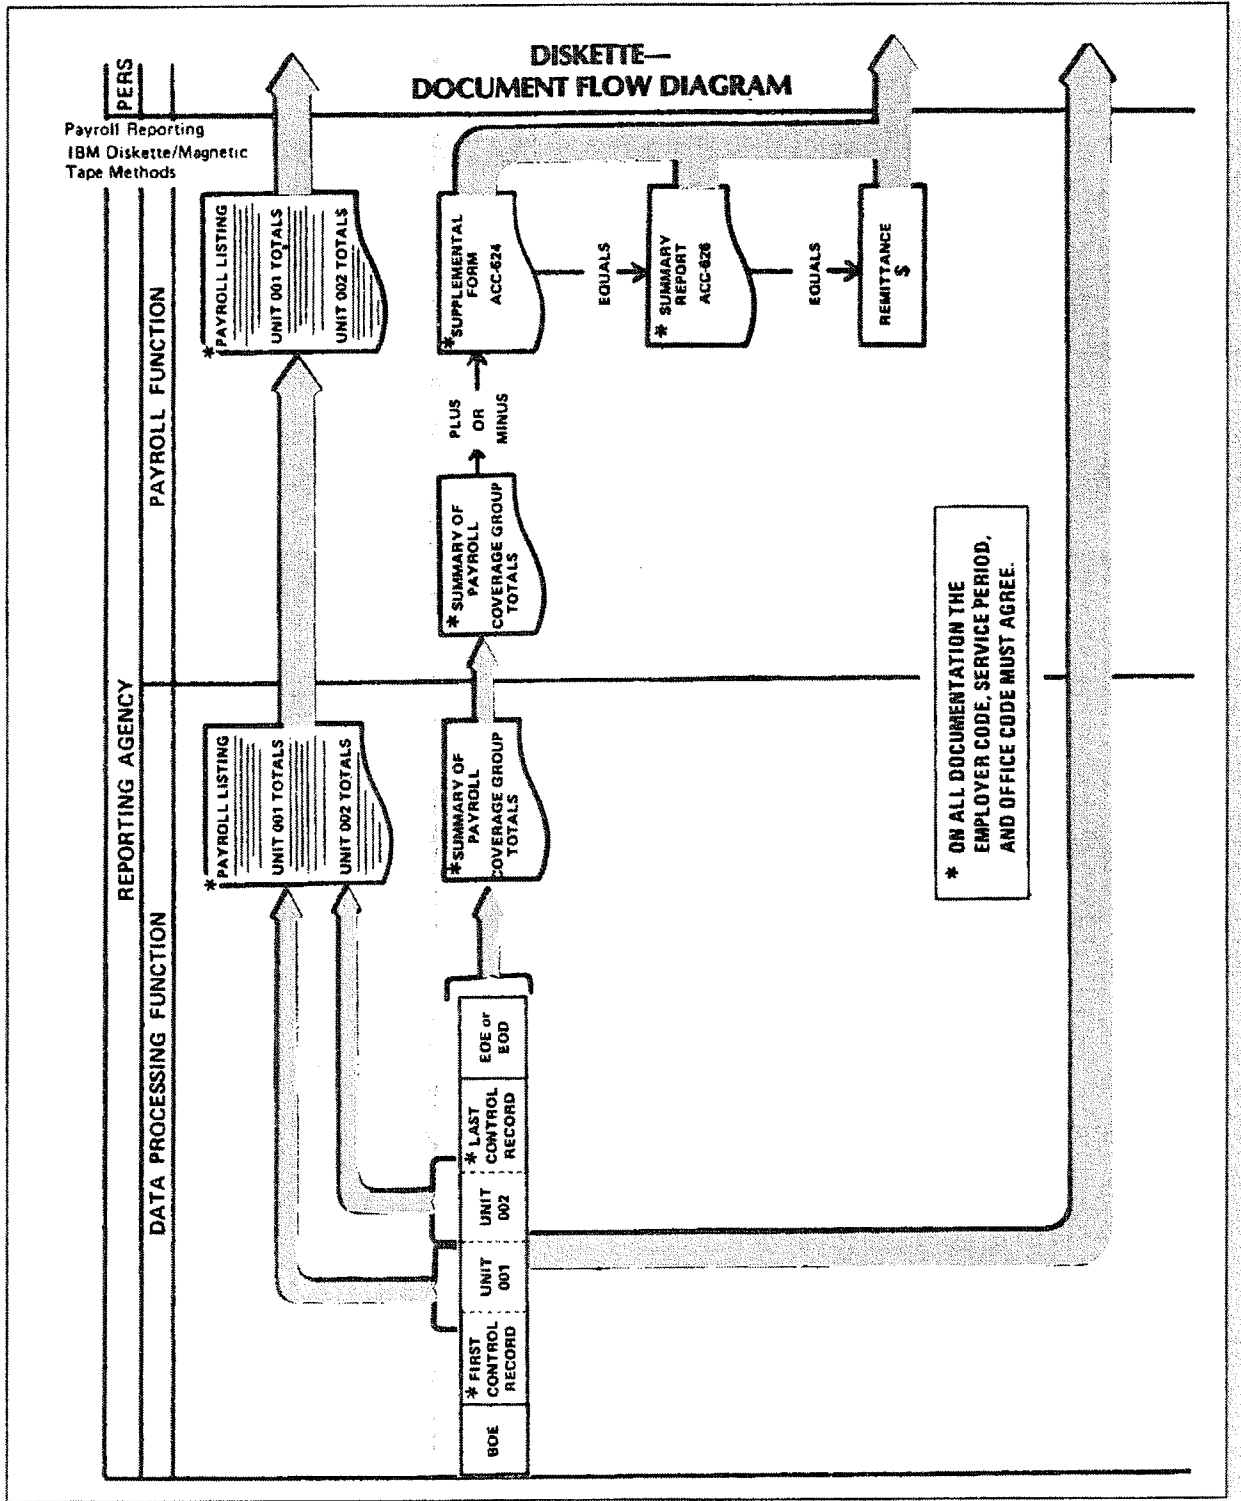 DISKETTE—
DOCUMENT FLOW DIAGRAM
Payroll Reporting
IBM Diskette/Magnetic
Tape Methods
REPORTING AGENCY
PERS
DATA PROCESSING FUNCTION
PAYROLL FUNCTION
* PAYROLL LISTING
UNIT 001 TOTALS
UNIT 002 TOTALS
* PAYROLL LISTING
UNIT 001 TOTALS
UNIT 002 TOTALS
BOE
* FIRST
CONTROL
RECORD
UNIT
001
UNIT
002
* LAST
CONTROL
RECORD
EOE or
EOD
* SUMMARY OF
PAYROLL
COVERAGE GROUP
TOTALS
* SUMMARY OF
PAYROLL
COVERAGE GROUP
TOTALS
PLUS
OR
MINUS
* SUPPLEMENTAL
FORM
ACC-624
EQUALS
* SUMMARY
REPORT
ACC-626
EQUALS
REMITTANCE
$
* ON ALL DOCUMENTATION THE
EMPLOYER CODE, SERVICE PERIOD,
AND OFFICE CODE MUST AGREE.